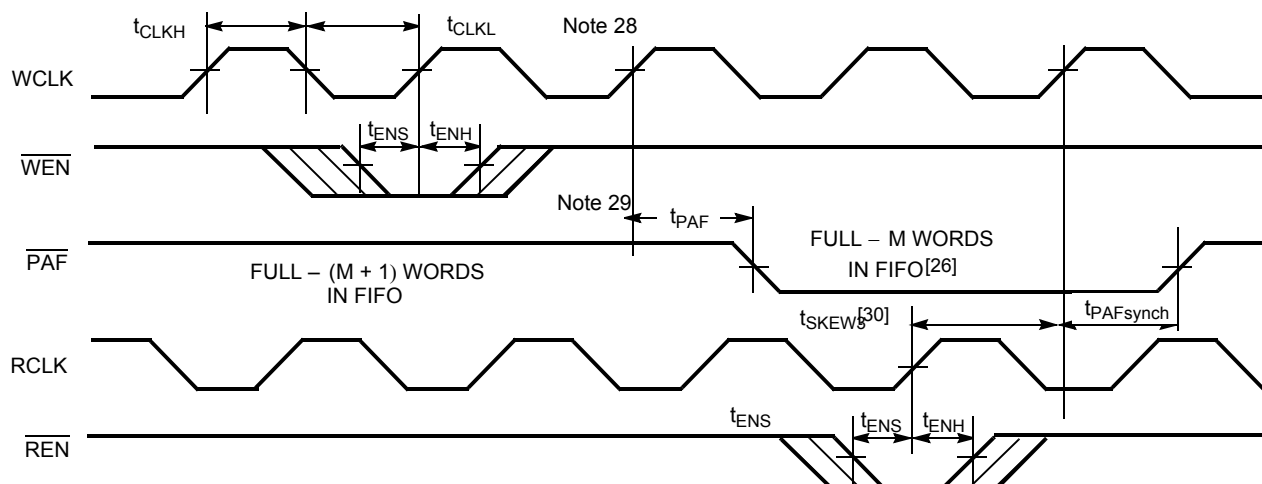 tCLKH
tCLKL
Note 28
WCLK
tENS
tENH
WEN
Note 29
tPAF
PAF
FULL – (M + 1) WORDS
IN FIFO
FULL – M WORDS
IN FIFO[26]
tSKEW3[30]
tPAFsynch
RCLK
tENS
tENS
tENH
REN